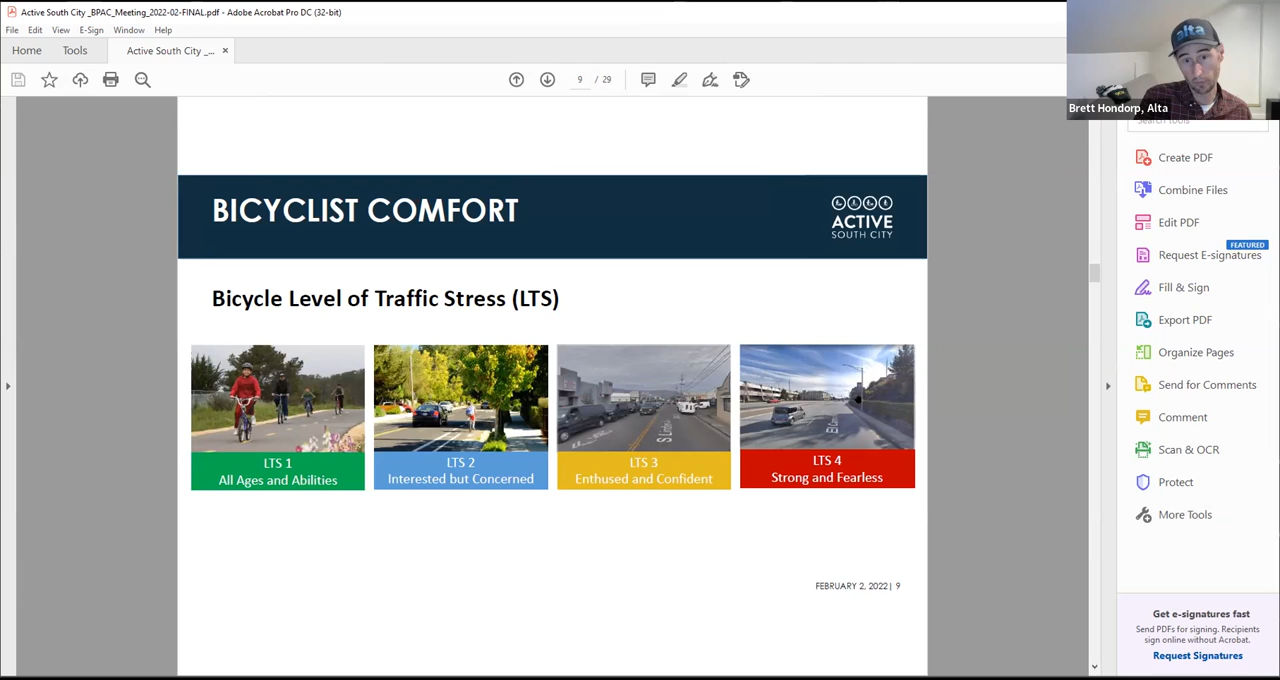 Active South City _BPAC_Meeting_2022-02-FINAL.pdf - Adobe Acrobat Pro DC (32-bit)
File Edit View E-Sign Window Help
Home Tools Active South City _... ×
9 / 29
alta
Brett Hondorp, Alta
Search tools
BICYCLIST COMFORT
ACTIVE
SOUTH CITY
Bicycle Level of Traffic Stress (LTS)
LTS 1
All Ages and Abilities
LTS 2
Interested but Concerned
LTS 3
Enthused and Confident
LTS 4
Strong and Fearless
FEBRUARY 2, 2022| 9
Create PDF
Combine Files
Edit PDF
FEATURED
Request E-signatures
Fill & Sign
Export PDF
Organize Pages
Send for Comments
Comment
Scan & OCR
Protect
More Tools
Get e-signatures fast
Send PDFs for signing. Recipients
sign online without Acrobat.
Request Signatures